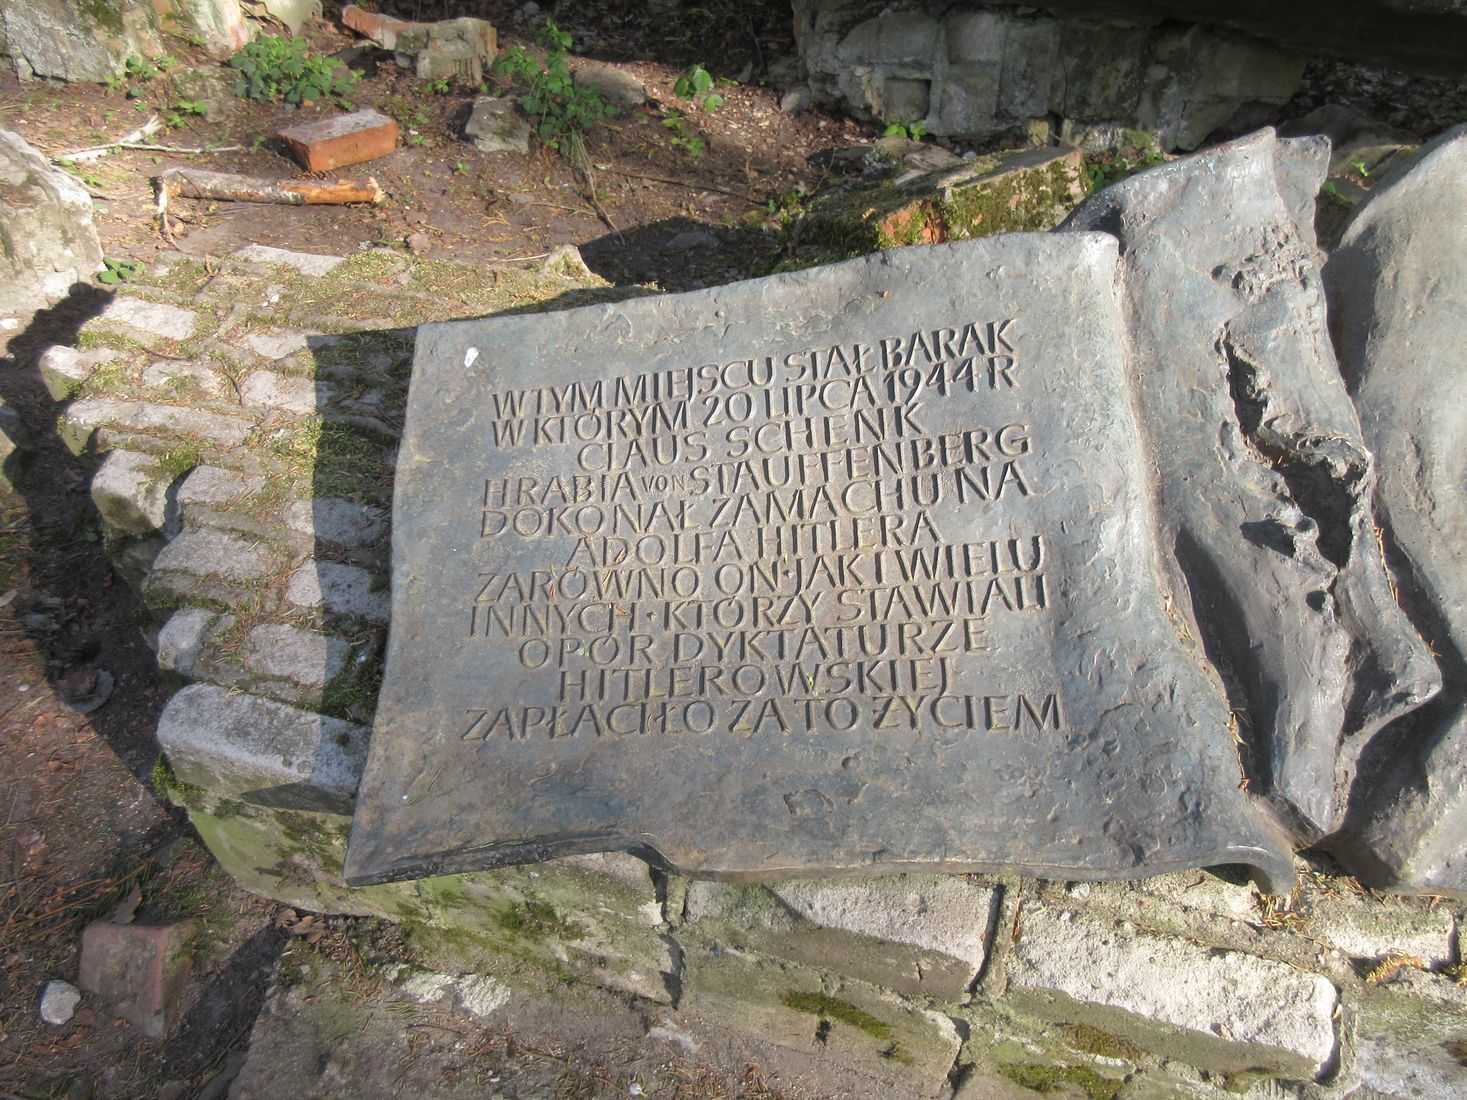 W TYM MIEJSCU STAŁ BARAK
W KTÓRYM 20 LIPCA 1944 R
CLAUS SCHENK
HRABIA VON STAUFFENBERG
DOKONAŁ ZAMACHU NA
ADOLFA HITLERA
ZARÓWNO ON·JAK I WIELU
INNYCH·KTÓRZY STAWIALI
OPÓR DYKTATURZE
HITLEROWSKIEJ
ZAPŁACIŁO ZA TO ŻYCIEM